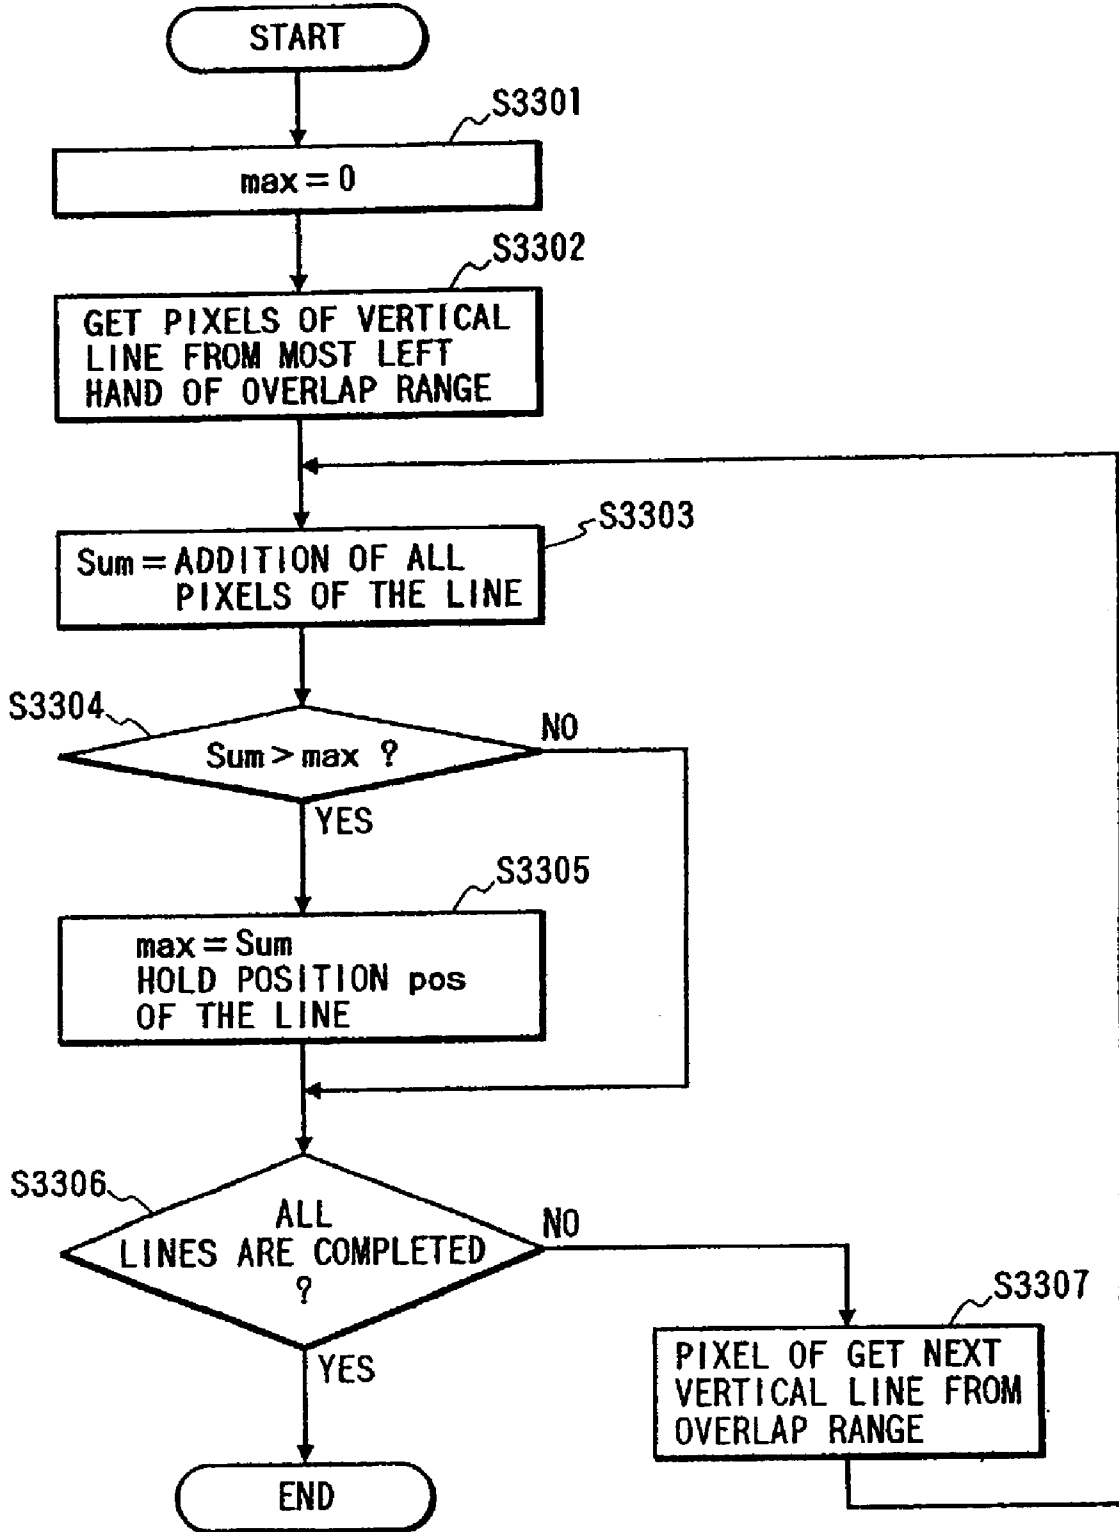 START
S3301
max = 0
S3302
GET PIXELS OF VERTICAL
LINE FROM MOST LEFT
HAND OF OVERLAP RANGE
S3303
Sum = ADDITION OF ALL
PIXELS OF THE LINE
S3304
Sum > max ?
NO
YES
S3305
max = Sum
HOLD POSITION pos
OF THE LINE
S3306
ALL
LINES ARE COMPLETED
?
NO
YES
S3307
PIXEL OF GET NEXT
VERTICAL LINE FROM
OVERLAP RANGE
END